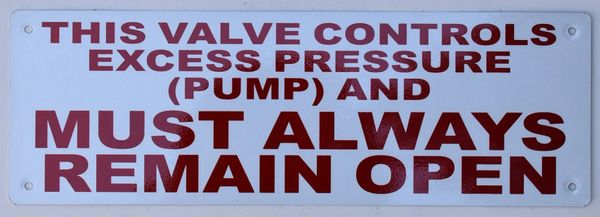 THIS VALVE CONTROLS
EXCESS PRESSURE
(PUMP) AND
MUST ALWAYS
REMAIN OPEN